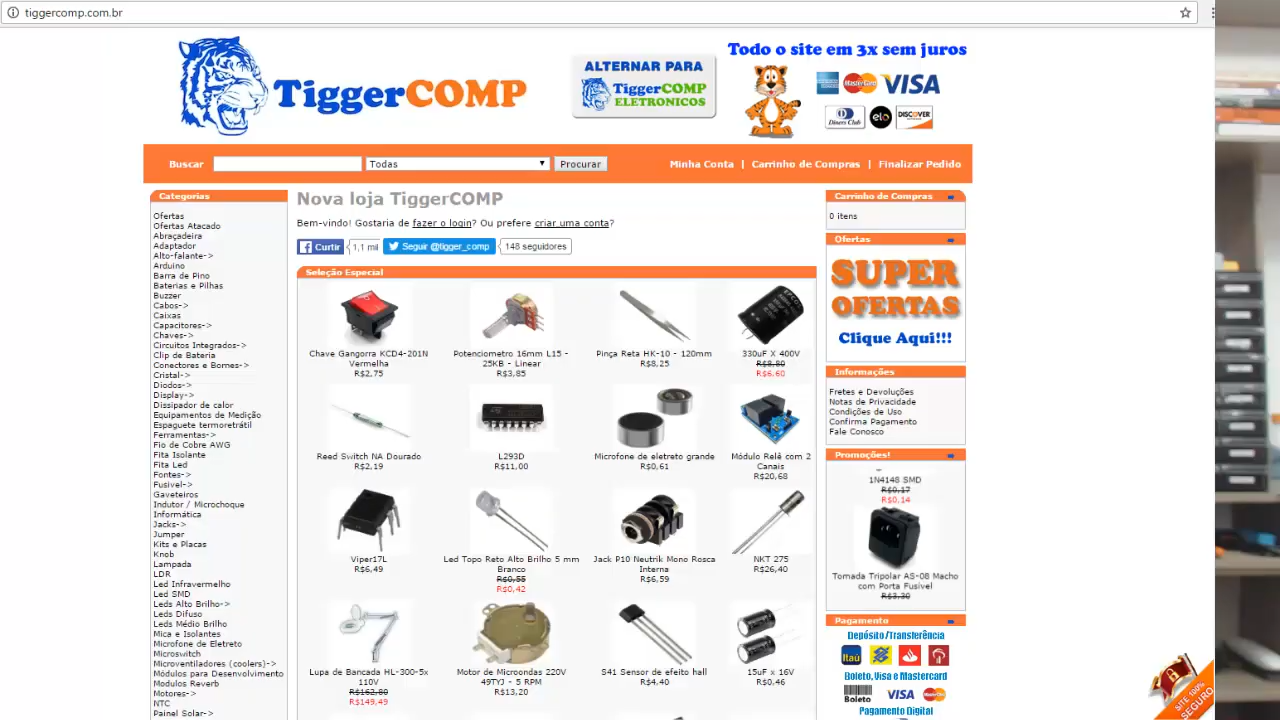 tiggercomp.com.br
TiggerCOMP
ALTERNAR PARA
TiggerCOMP
ELETRONICOS
Todo o site em 3x sem juros
MasterCard
VISA
Diners Club
elo
DISCOVER
Buscar
Todas
Procurar
Minha Conta | Carrinho de Compras | Finalizar Pedido
Categorias
Ofertas
Ofertas Atacado
Abraçadeira
Adaptador
Alto-falante->
Arduino
Barra de Pino
Baterias e Pilhas
Buzzer
Cabos->
Caixas
Capacitores->
Chaves->
Circuitos Integrados->
Clip de Bateria
Conectores e Bornes->
Cristal->
Diodos->
Display->
Dissipador de calor
Equipamentos de Medição
Espaguete termoretrátil
Ferramentas->
Fio de Cobre AWG
Fita Isolante
Fita Led
Fontes->
Fusivel->
Gaveteiros
Indutor / Microchoque
Informática
Jacks->
Jumper
Kits e Placas
Knob
Lampada
LDR
Led Infravermelho
Led SMD
Leds Alto Brilho->
Leds Difuso
Leds Médio Brilho
Mica e Isolantes
Microfone de Eletreto
Microswitch
Microventiladores (coolers)->
Módulos para Desenvolvimento
Modulos Reverb
Motores->
NTC
Painel Solar->
Nova loja TiggerCOMP
Bem-vindo! Gostaria de fazer o login? Ou prefere criar uma conta?
Curtir
1,1 mil
Seguir @tigger_comp
148 seguidores
Seleção Especial
Chave Gangorra KCD4-201N
Vermelha
R$2,75
Potenciometro 16mm L15 -
25KB - Linear
R$3,85
Pinça Reta HK-10 - 120mm
R$8,25
330uF X 400V
R$8,80
R$6,60
Reed Switch NA Dourado
R$2,19
L293D
R$11,00
Microfone de eletreto grande
R$0,61
Módulo Relê com 2
Canais
R$20,68
Viper17L
R$6,49
Led Topo Reto Alto Brilho 5 mm
Branco
R$0,55
R$0,42
Jack P10 Neutrik Mono Rosca
Interna
R$6,59
NKT 275
R$26,40
Lupa de Bancada HL-300-5x
110V
R$162,80
R$149,49
Motor de Microondas 220V
49TYJ - 5 RPM
R$13,20
S41 Sensor de efeito hall
R$4,40
15uF x 16V
R$0,46
Carrinho de Compras
0 itens
Ofertas
SUPER
OFERTAS
Clique Aqui!!!
Informações
Fretes e Devoluções
Notas de Privacidade
Condições de Uso
Confirma Pagamento
Fale Conosco
Promoções!
1N4148 SMD
R$0,17
R$0,14
Tomada Tripolar AS-08 Macho
com Porta Fusivel
R$3,30
Pagamento
Depósito/Transferência
Itaú
Boleto, Visa e Mastercard
Boleto
VISA
MasterCard
Pagamento Digital
SITE 100%
SEGURO